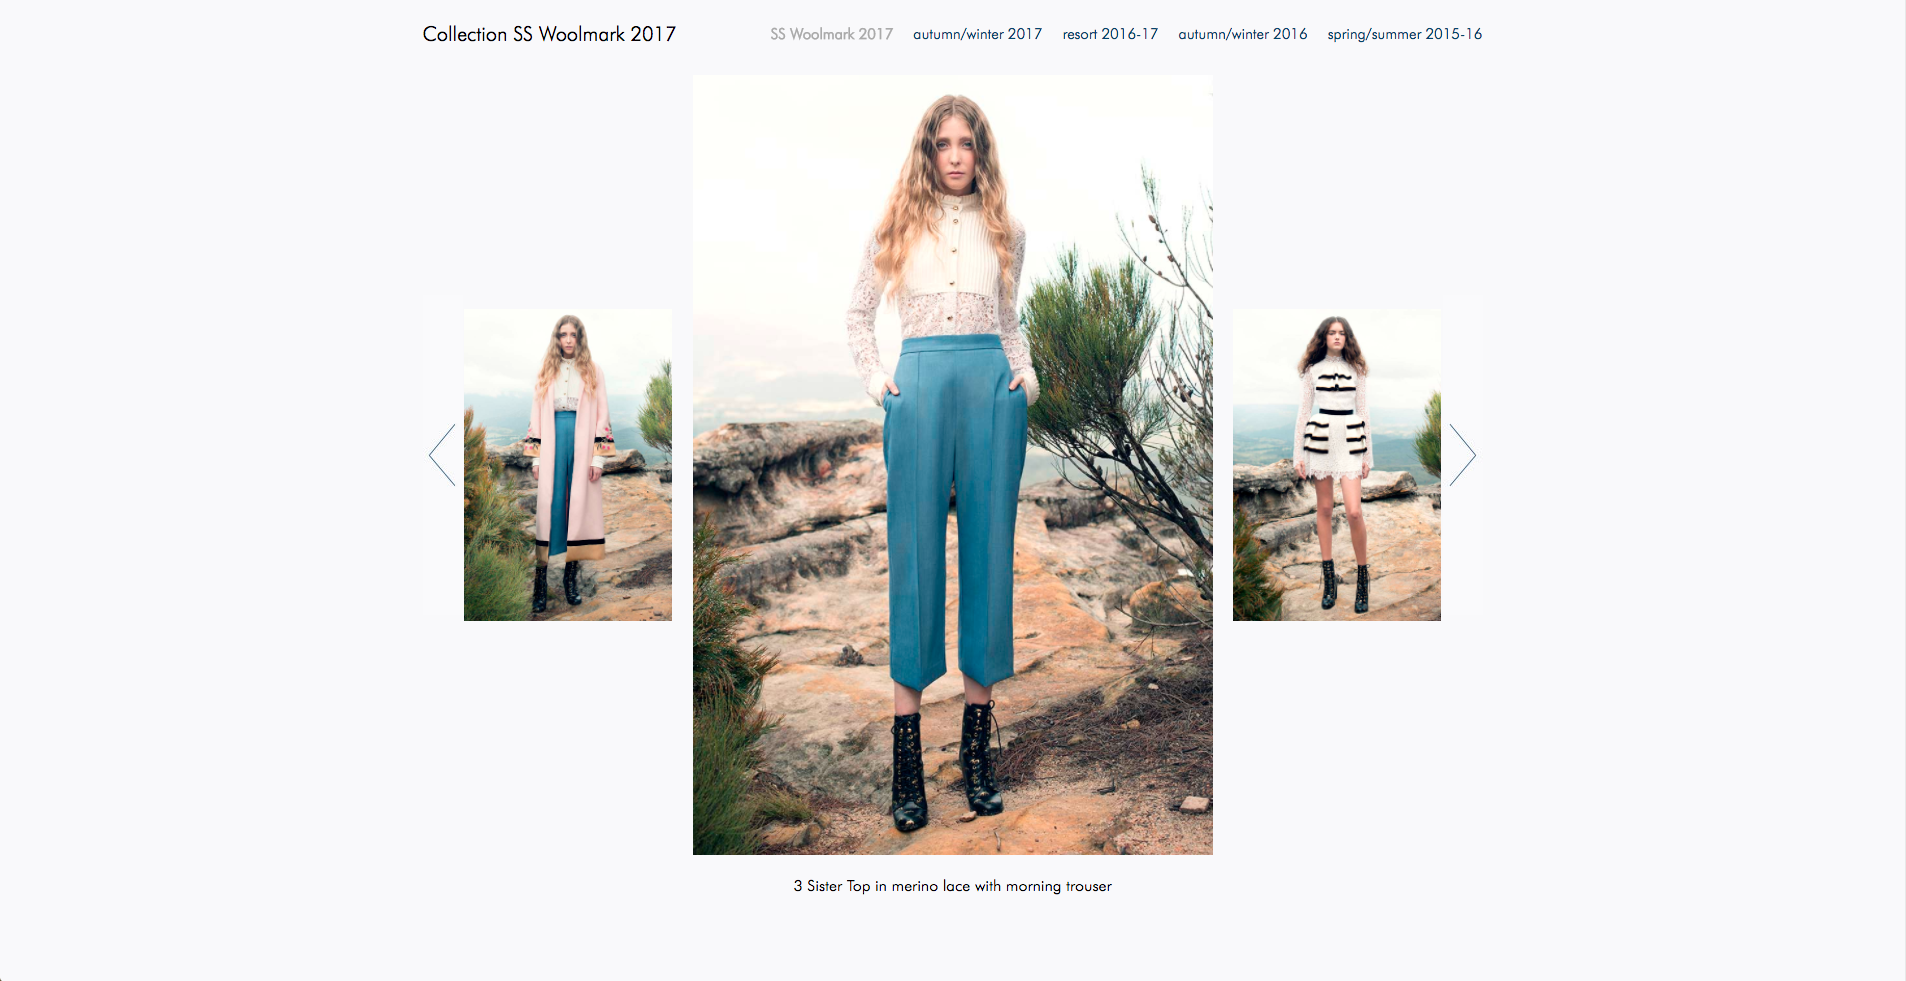 Collection SS Woolmark 2017
SS Woolmark 2017 autumn/winter 2017 resort 2016-17 autumn/winter 2016 spring/summer 2015-16
3 Sister Top in merino lace with morning trouser